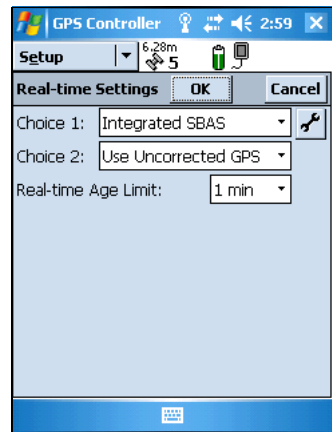 GPS Controller 2:59
Setup 6.28m 5
Real-time Settings OK Cancel
Choice 1: Integrated SBAS
Choice 2: Use Uncorrected GPS
Real-time Age Limit: 1 min